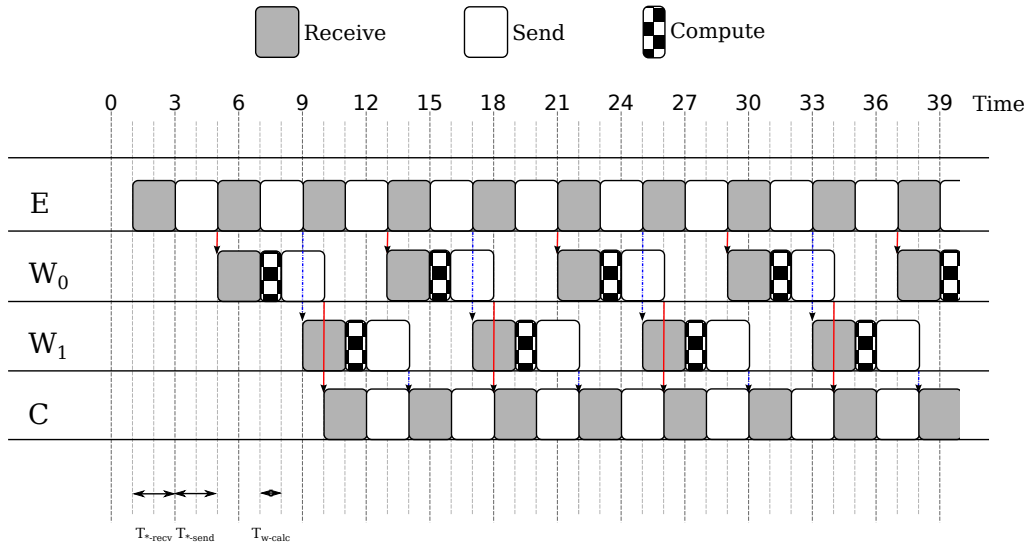 Receive Send Compute
0 3 6 9 12 15 18 21 24 27 30 33 36 39 Time
E
W0
W1
C
T*-recv T*-send Tw-calc